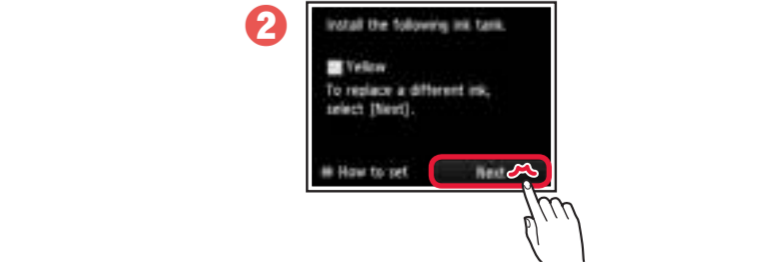 2
Install the following ink tank.
Yellow
To replace a different ink,
select [Next].
How to set
Next